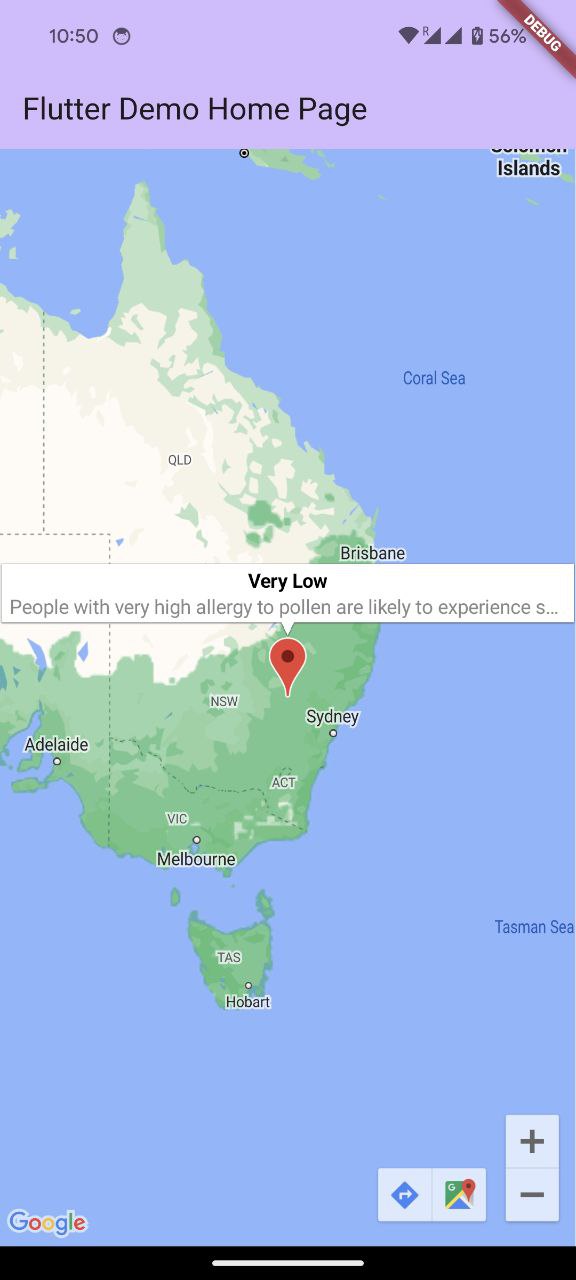 10:50
R
56%
DEBUG
Flutter Demo Home Page
Solomon
Islands
Coral Sea
QLD
Brisbane
Very Low
People with very high allergy to pollen are likely to experience s...
NSW
Sydney
Adelaide
ACT
VIC
Melbourne
Tasman Sea
TAS
Hobart
+
−
G
Google